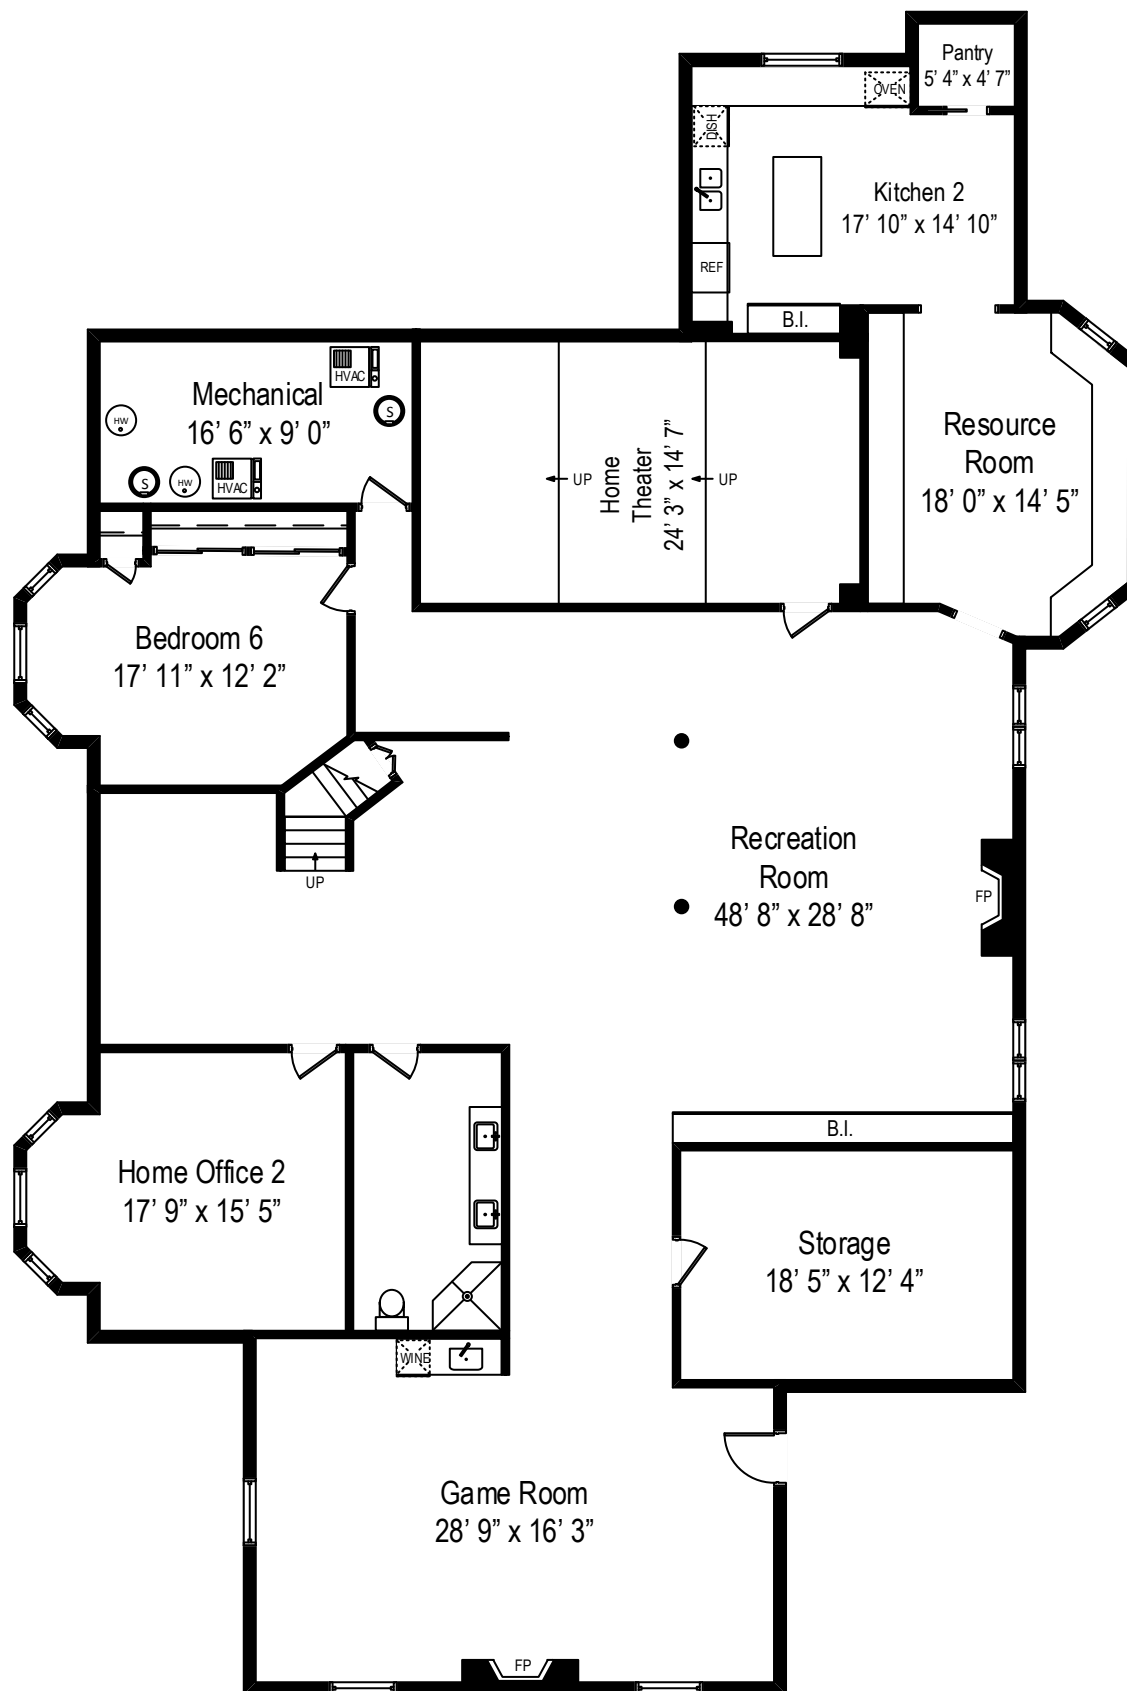 Pantry
5’ 4” x 4’ 7”
OVEN
DISH
Kitchen 2
17’ 10” x 14’ 10”
REF
B.I.
HVAC
Mechanical
16’ 6” x 9’ 0”
HW
S
S
HW
HVAC
Home
Theater
24’ 3” x 14’ 7”
UP
UP
Resource
Room
18’ 0” x 14’ 5”
Bedroom 6
17’ 11” x 12’ 2”
UP
Recreation
Room
48’ 8” x 28’ 8”
FP
B.I.
Home Office 2
17’ 9” x 15’ 5”
Storage
18’ 5” x 12’ 4”
WINE
Game Room
28’ 9” x 16’ 3”
FP